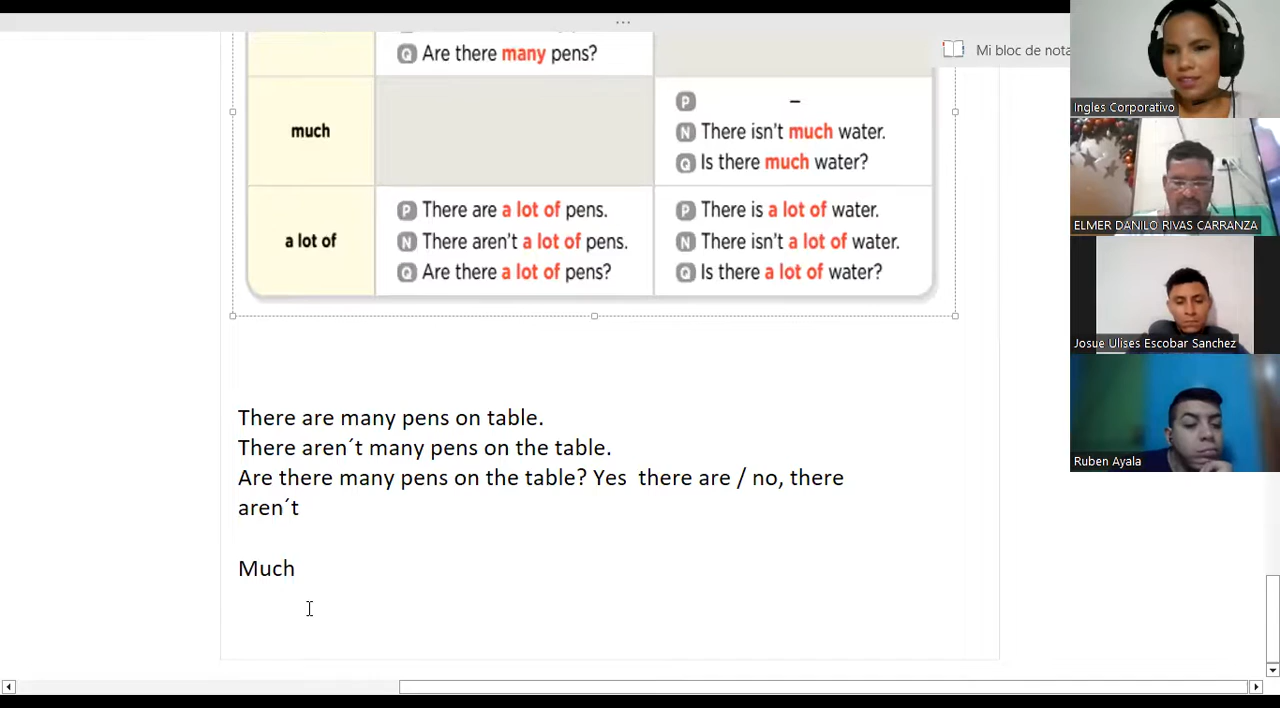 ...
Q Are there many pens?
Mi bloc de nota
Ingles Corporativo
much
P –
N There isn't much water.
Q Is there much water?
ELMER DANILO RIVAS CARRANZA
a lot of
P There are a lot of pens.
N There aren't a lot of pens.
Q Are there a lot of pens?
P There is a lot of water.
N There isn't a lot of water.
Q Is there a lot of water?
Josue Ulises Escobar Sanchez
There are many pens on table.
There aren´t many pens on the table.
Are there many pens on the table? Yes  there are / no, there
aren´t
Ruben Ayala
Much